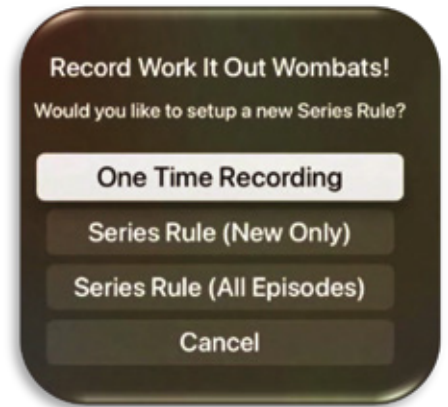 Record Work It Out Wombats!
Would you like to setup a new Series Rule?
One Time Recording
Series Rule (New Only)
Series Rule (All Episodes)
Cancel